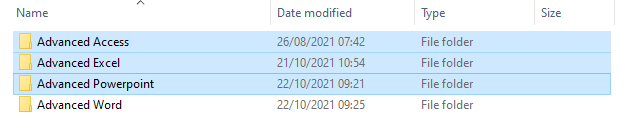 Name Date modified Type Size
Advanced Access 26/08/2021 07:42 File folder
Advanced Excel 21/10/2021 10:54 File folder
Advanced Powerpoint 22/10/2021 09:21 File folder
Advanced Word 22/10/2021 09:25 File folder